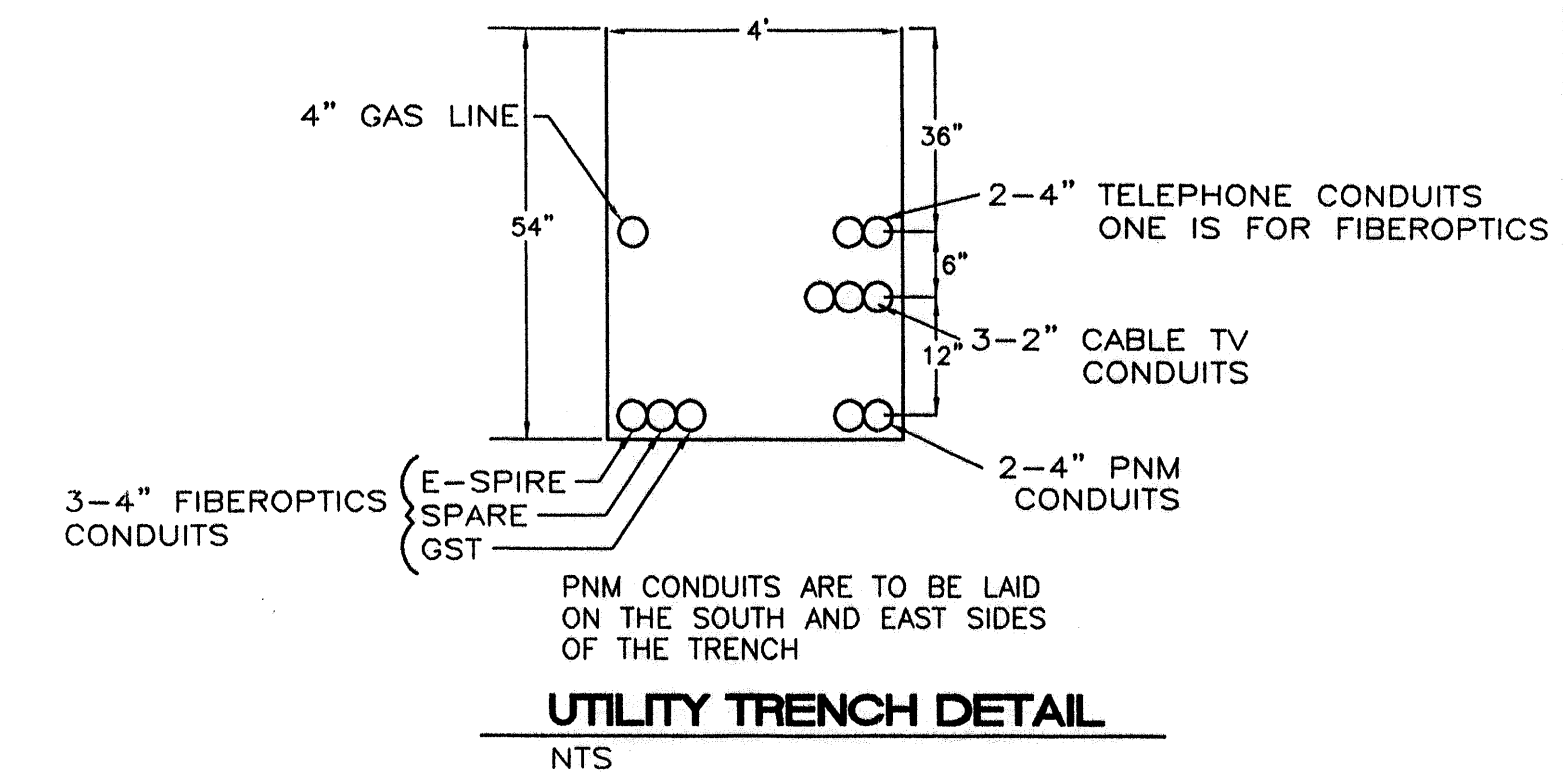 4'
4” GAS LINE
36”
54”
2-4” TELEPHONE CONDUITS
ONE IS FOR FIBEROPTICS
6”
3-2” CABLE TV
CONDUITS
12”
2-4” PNM
CONDUITS
3-4” FIBEROPTICS
CONDUITS
E-SPIRE
SPARE
GST
PNM CONDUITS ARE TO BE LAID
ON THE SOUTH AND EAST SIDES
OF THE TRENCH
UTILITY TRENCH DETAIL
NTS